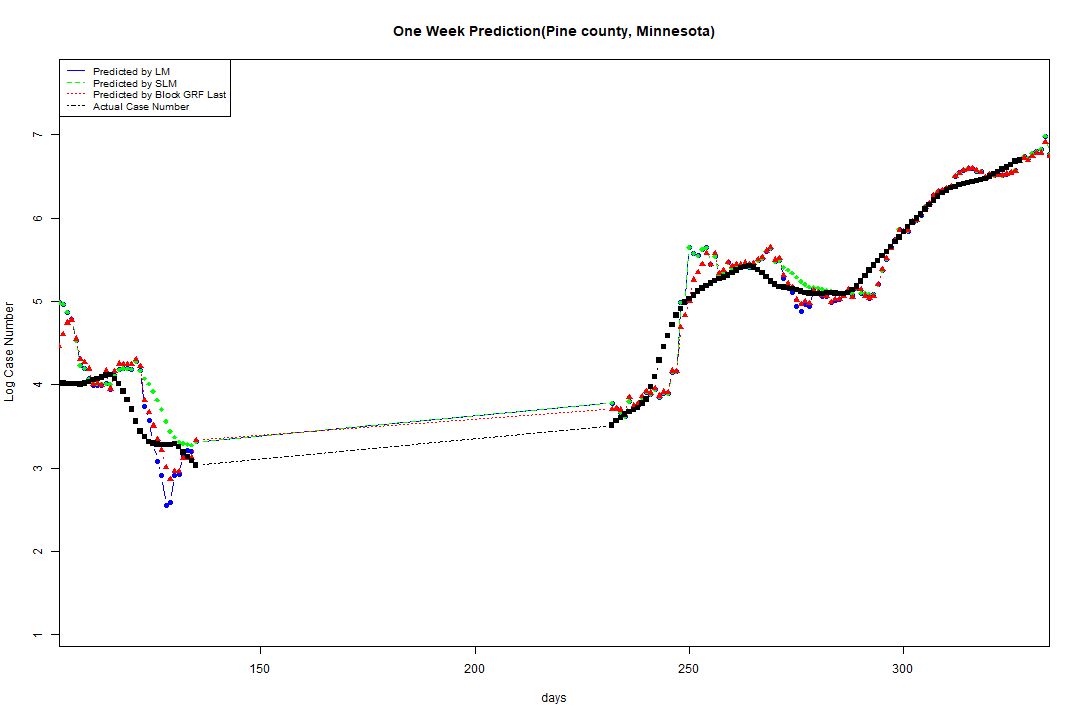 One Week Prediction(Pine county, Minnesota)
Predicted by LM
Predicted by SLM
Predicted by Block GRF Last
Actual Case Number
Log Case Number
7
6
5
4
3
2
1
150
200
250
300
days